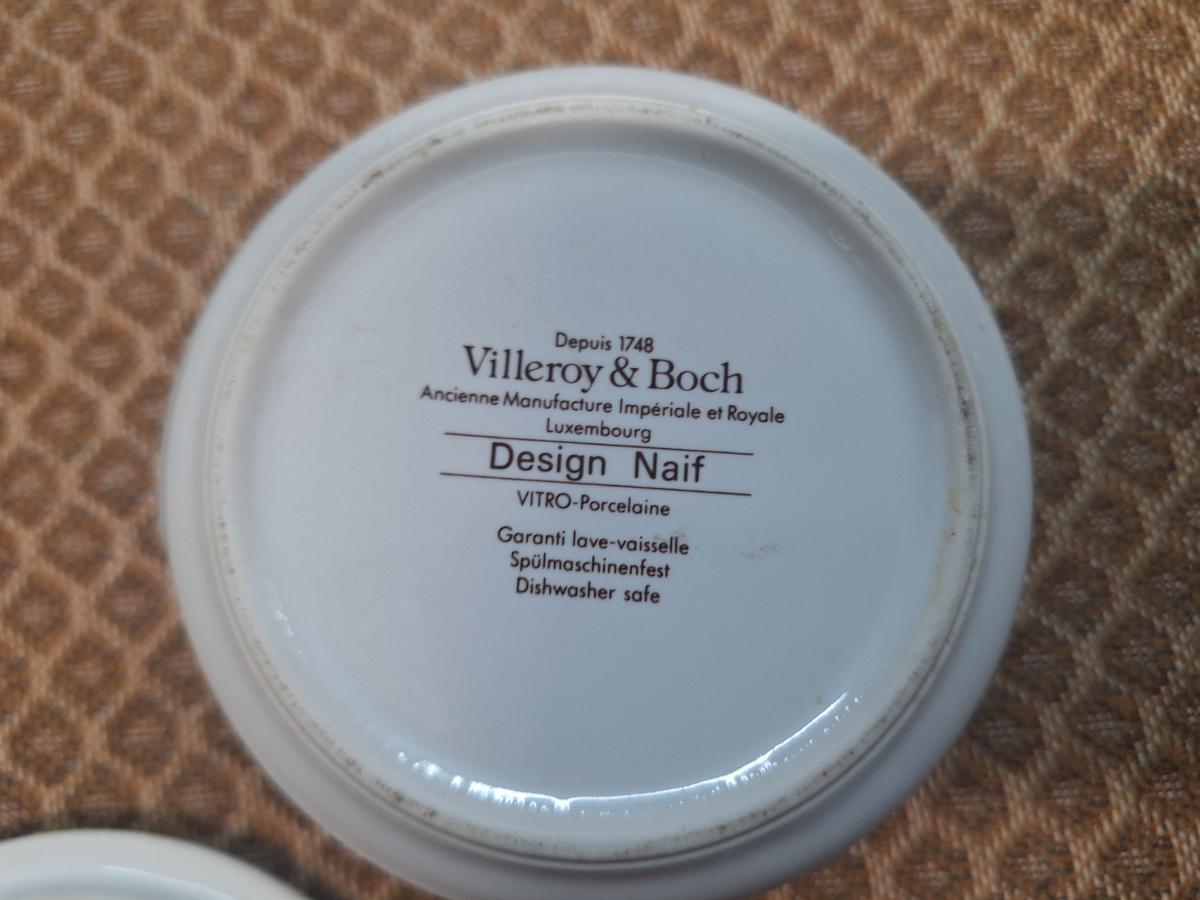 Depuis 1748
Villeroy & Boch
Ancienne Manufacture Impériale et Royale
Luxembourg
Design Naif
VITRO-Porcelaine
Garanti lave-vaisselle
Spülmaschinenfest
Dishwasher safe